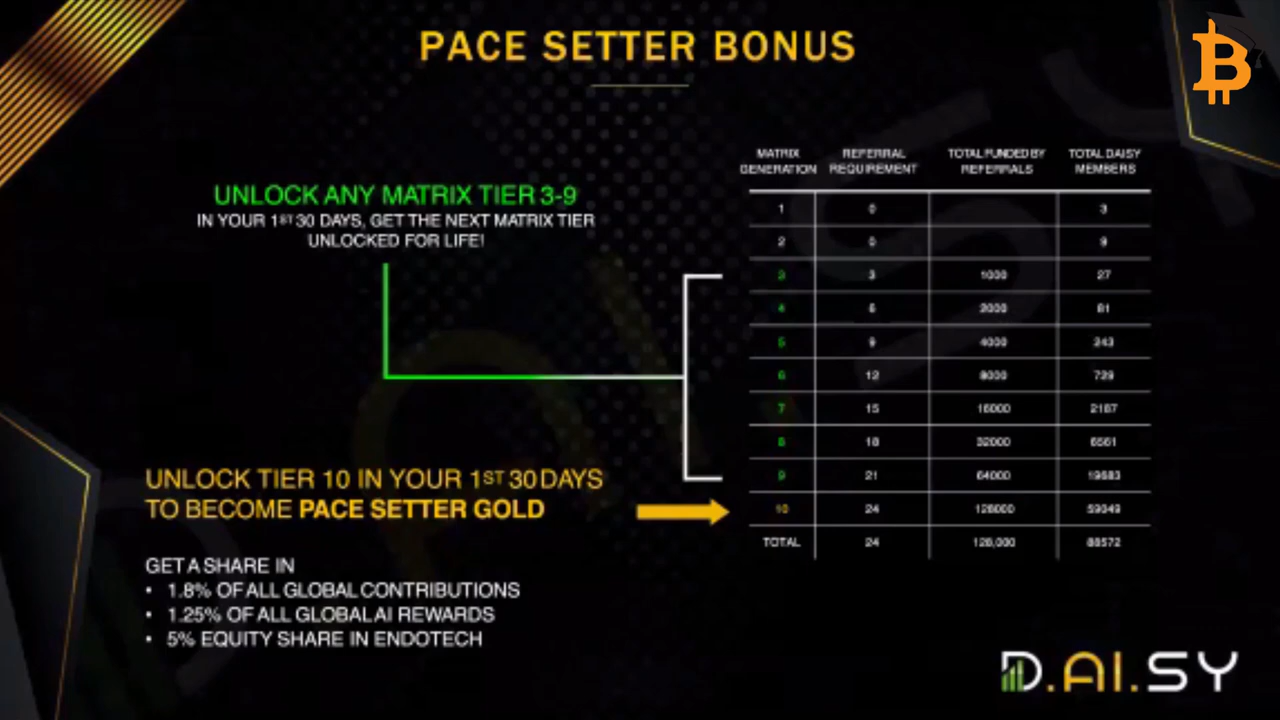 PACE SETTER BONUS
UNLOCK ANY MATRIX TIER 3-9
IN YOUR 1ST 30 DAYS, GET THE NEXT MATRIX TIER
UNLOCKED FOR LIFE!
MATRIX GENERATION REFERRAL REQUIREMENT TOTAL FUNDED BY REFERRALS TOTAL DAISY MEMBERS
1 0 3
2 0 9
3 3 1000 27
4 6 2000 81
5 9 4000 243
6 12 8000 729
7 15 16000 2187
8 18 32000 6561
9 21 64000 19683
10 24 128000 59049
TOTAL 24 128,000 88572
UNLOCK TIER 10 IN YOUR 1ST 30 DAYS
TO BECOME PACE SETTER GOLD
GET A SHARE IN
• 1.8% OF ALL GLOBAL CONTRIBUTIONS
• 1.25% OF ALL GLOBAL AI REWARDS
• 5% EQUITY SHARE IN ENDOTECH
D.AI.SY